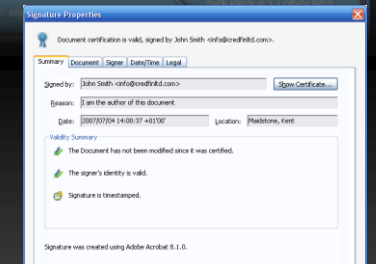 Signature Properties
Document certification is valid, signed by John Smith <info@credfinltd.com>.
Summary Document Signer Date/Time Legal
Signed by: John Smith <info@credfinltd.com> Show Certificate...
Reason: I am the author of this document
Date: 2007/07/04 14:00:37 +01'00' Location: Maidstone, Kent
Validity Summary
The Document has not been modified since it was certified.
The signer's identity is valid.
Signature is timestamped.
Signature was created using Adobe Acrobat 8.1.0.